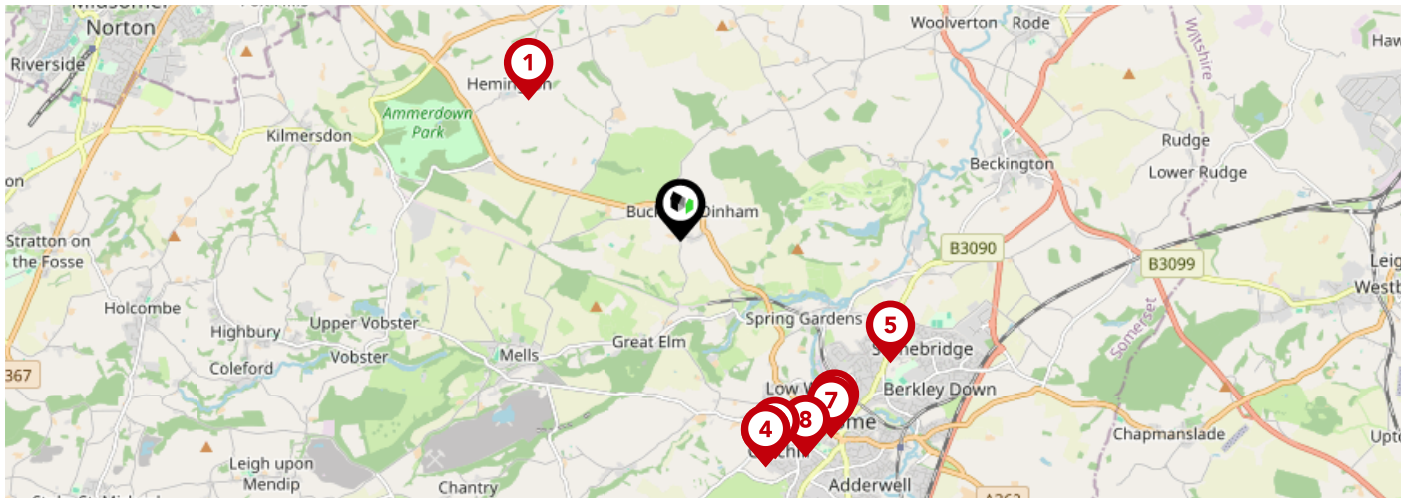 Norton
Woolverton
Rode
Riverside
1
Hemington
Wiltshire
Ammerdown
Park
Kilmersdon
Rudge
Beckington
Lower Rudge
Stratton on
the Fosse
B3090
B3099
Holcombe
Spring Gardens
5
Upper Vobster
Highbury
Great Elm
Somerset
Vobster
Mells
Coleford
367
Berkley Down
7
8
4
Chapmanslade
Leigh upon
Mendip
Chantry
Adderwell